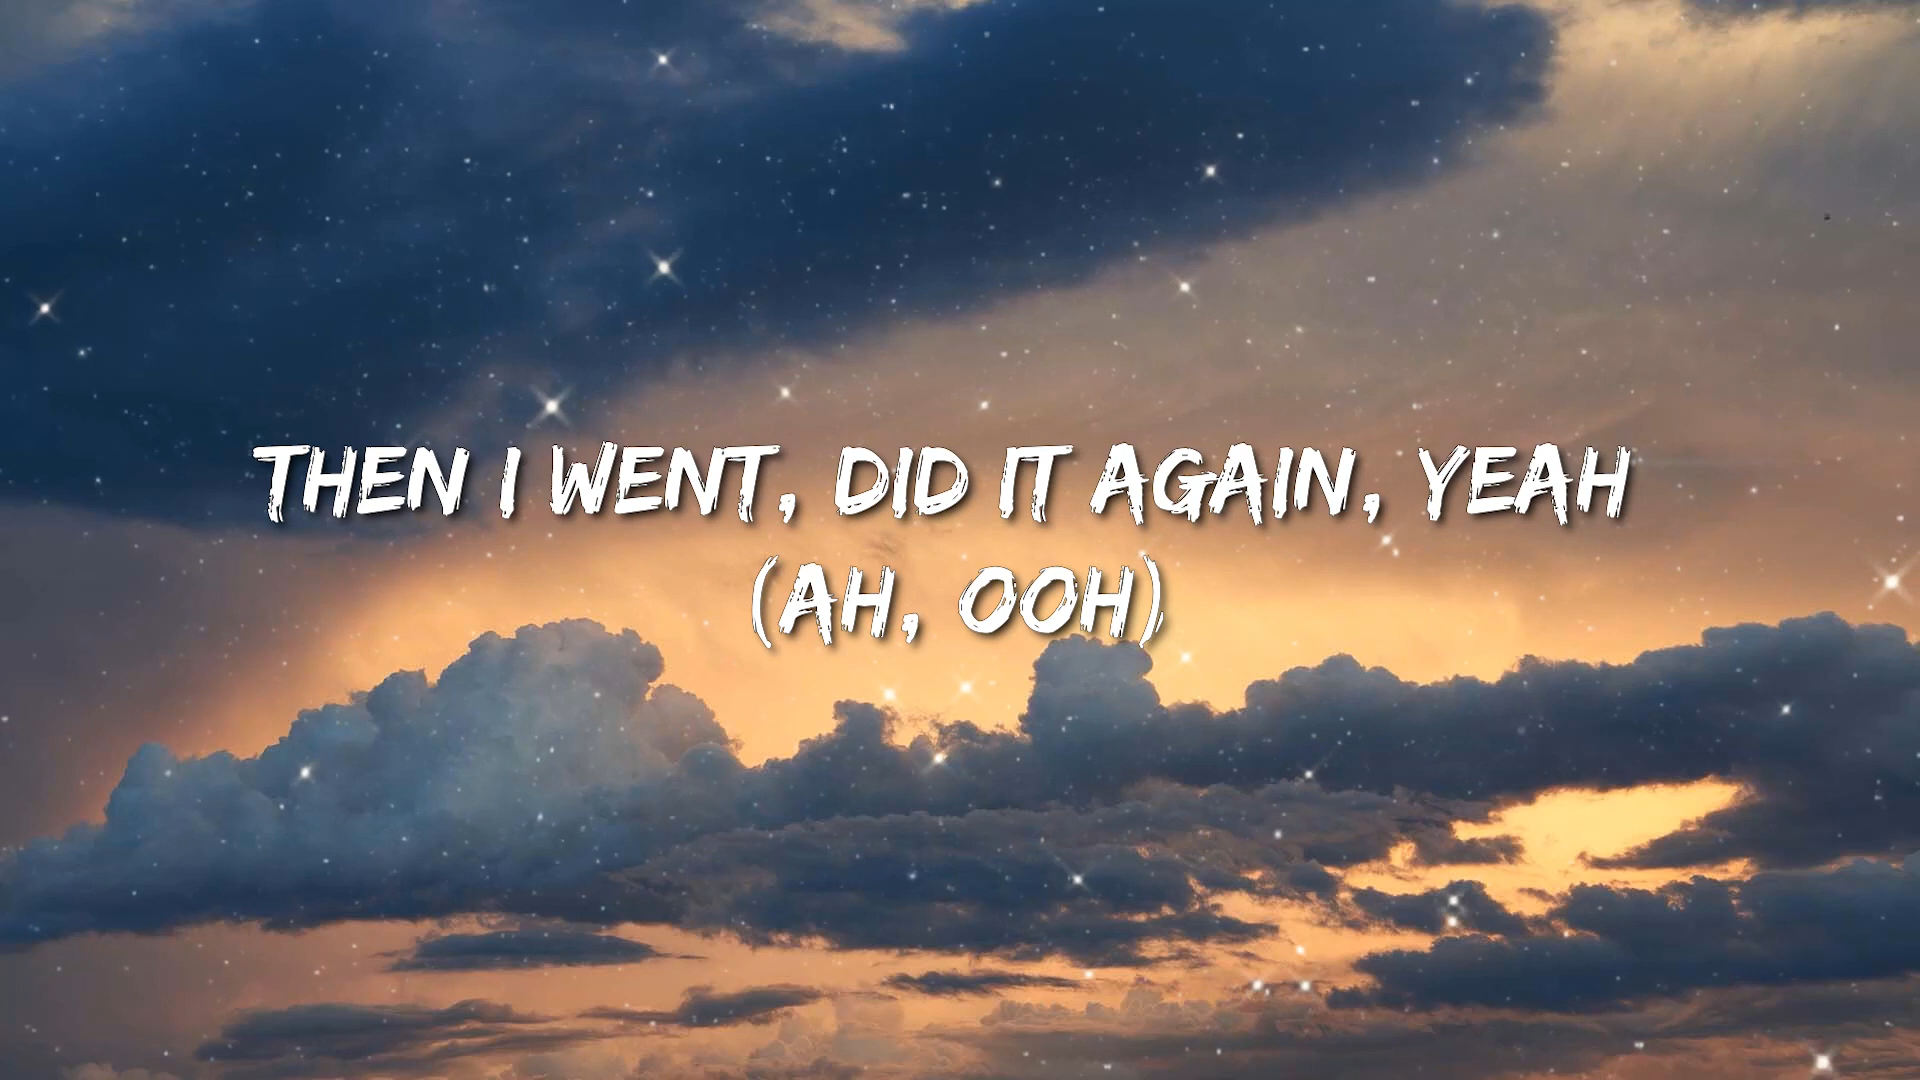 THEN I WENT, DID IT AGAIN, YEAH
(AH, OOH)